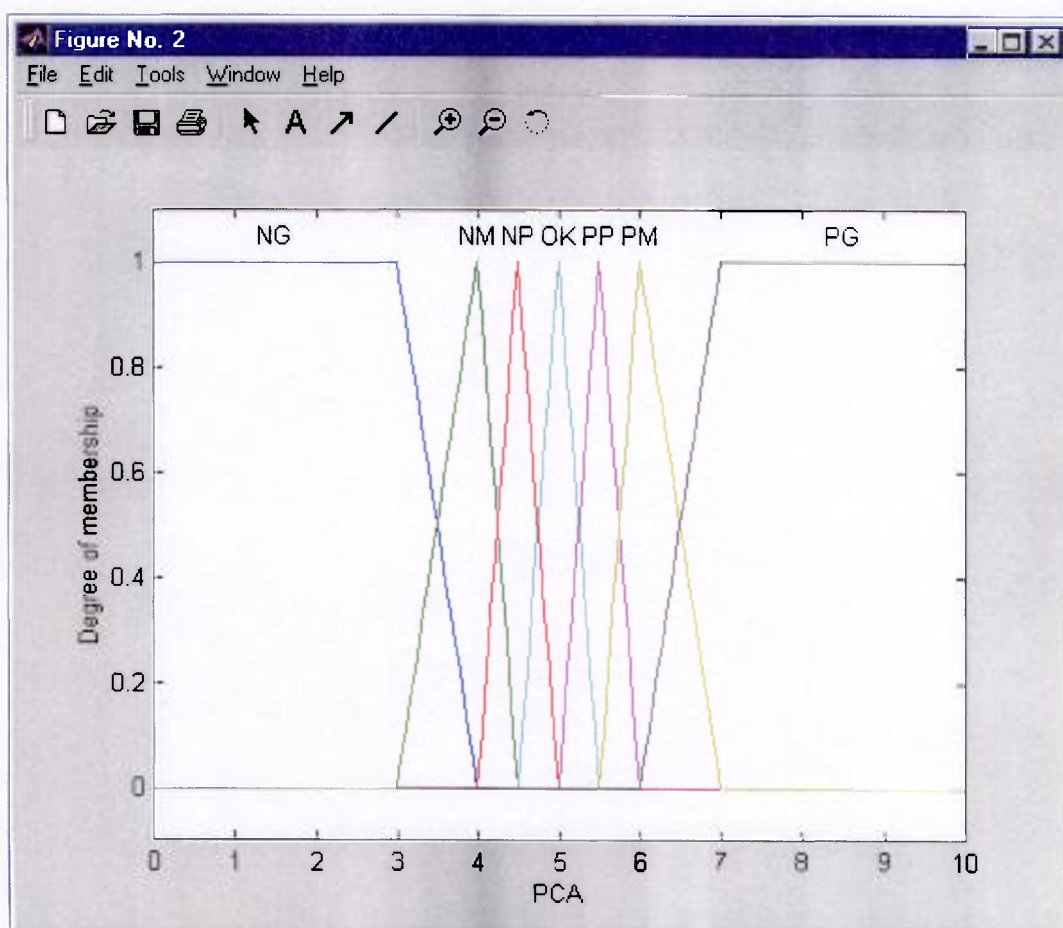 Figure No. 2
File Edit Tools Window Help
A
NG NM NP OK PP PM PG
1
0.8
0.6
0.4
0.2
0
Degree of membership
0 1 2 3 4 5 6 7 8 9 10
PCA